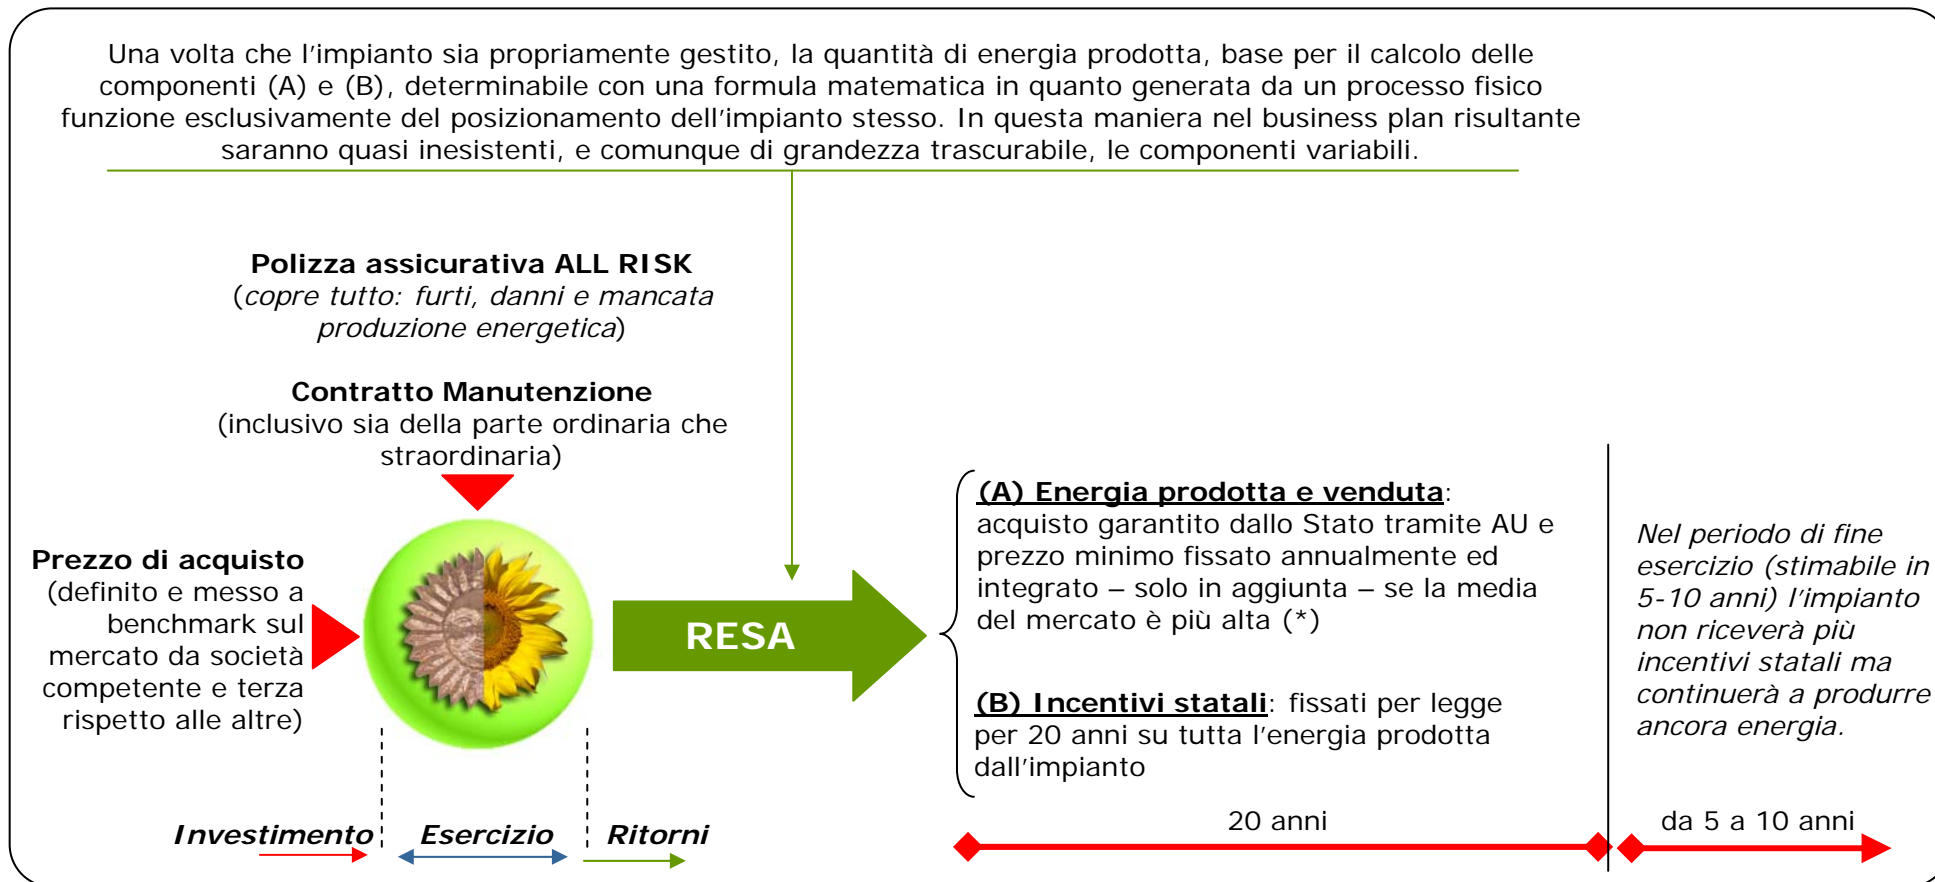 Una volta che l'impianto sia propriamente gestito, la quantità di energia prodotta, base per il calcolo delle
componenti (A) e (B), determinabile con una formula matematica in quanto generata da un processo fisico
funzione esclusivamente del posizionamento dell'impianto stesso. In questa maniera nel business plan risultante
saranno quasi inesistenti, e comunque di grandezza trascurabile, le componenti variabili.
Polizza assicurativa ALL RISK
(copre tutto: furti, danni e mancata
produzione energetica)
Contratto Manutenzione
(inclusivo sia della parte ordinaria che
straordinaria)
Prezzo di acquisto
(definito e messo a
benchmark sul
mercato da società
competente e terza
rispetto alle altre)
RESA
(A) Energia prodotta e venduta:
acquisto garantito dallo Stato tramite AU e
prezzo minimo fissato annualmente ed
integrato – solo in aggiunta – se la media
del mercato è più alta (*)
(B) Incentivi statali: fissati per legge
per 20 anni su tutta l'energia prodotta
dall'impianto
Nel periodo di fine
esercizio (stimabile in
5-10 anni) l'impianto
non riceverà più
incentivi statali ma
continuerà a produrre
ancora energia.
Investimento
Esercizio
Ritorni
20 anni
da 5 a 10 anni